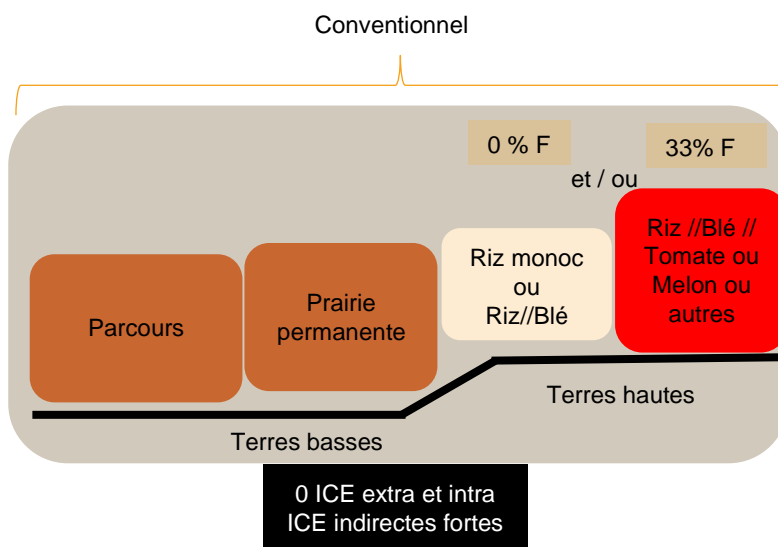 Conventionnel
0 % F
33% F
et / ou
Parcours
Prairie
permanente
Riz monoc
ou
Riz//Blé
Riz //Blé //
Tomate ou
Melon ou
autres
Terres basses
Terres hautes
0 ICE extra et intra
ICE indirectes fortes